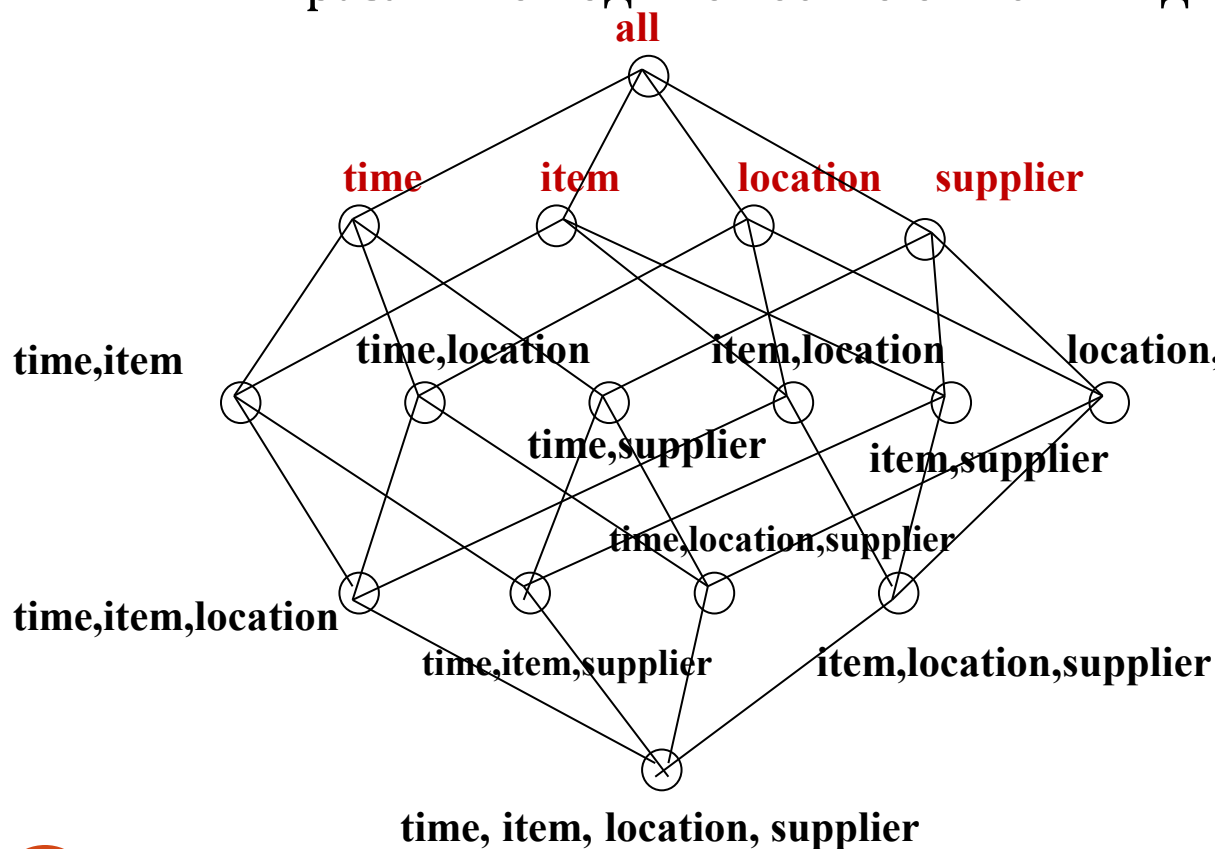 all
time
item
location
supplier
time,item
time,location
item,location
location,
time,supplier
item,supplier
time,location,supplier
time,item,location
time,item,supplier
item,location,supplier
time, item, location, supplier